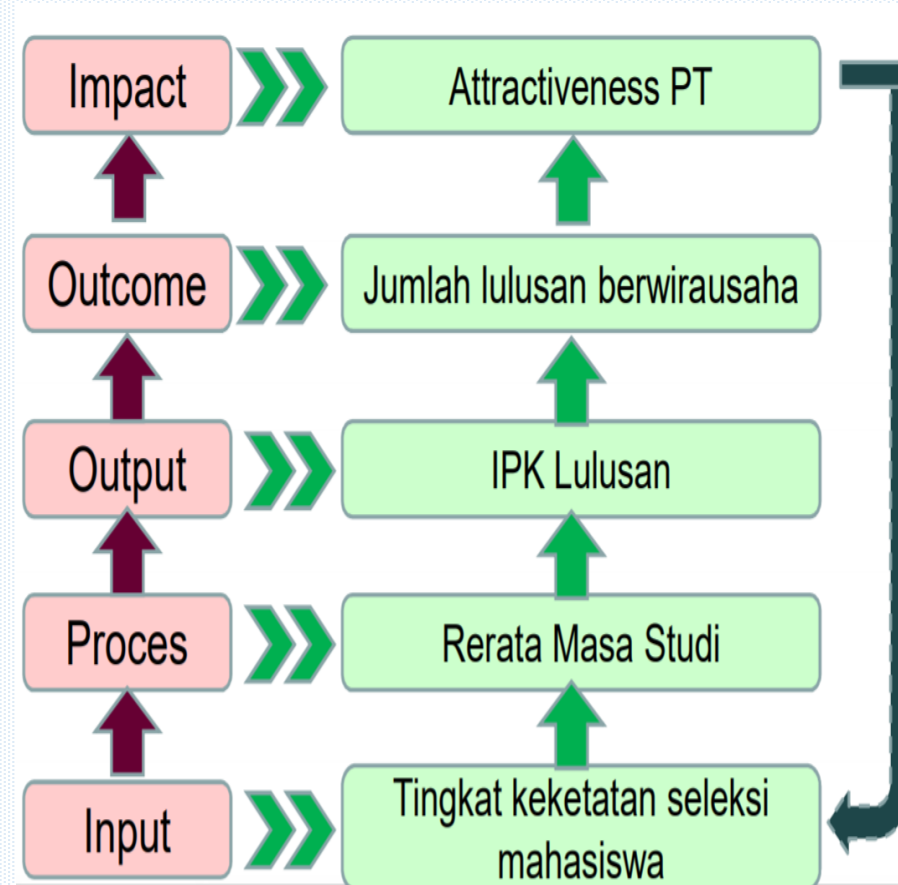 Impact
Attractiveness PT
Outcome
Jumlah lulusan berwirausaha
Output
IPK Lulusan
Proces
Rerata Masa Studi
Input
Tingkat keketatan seleksi
mahasiswa